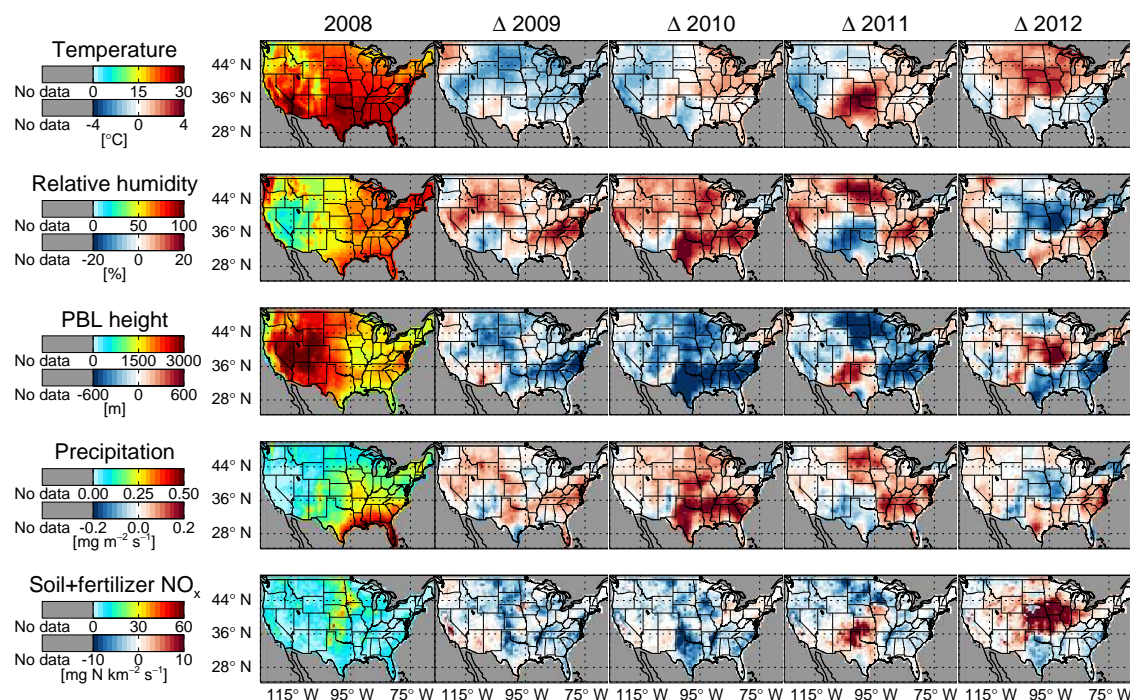 2008 Δ 2009 Δ 2010 Δ 2011 Δ 2012
Temperature
No data 0 15 30
No data -4 0 4
[°C]
44° N
36° N
28° N
Relative humidity
No data 0 50 100
No data -20 0 20
[%]
44° N
36° N
28° N
PBL height
No data 0 1500 3000
No data -600 0 600
[m]
44° N
36° N
28° N
Precipitation
No data 0.00 0.25 0.50
No data -0.2 0.0 0.2
[mg m⁻² s⁻¹]
44° N
36° N
28° N
Soil+fertilizer NOₓ
No data 0 30 60
No data -10 0 10
[mg N km⁻² s⁻¹]
44° N
36° N
28° N
115° W 95° W 75° W 115° W 95° W 75° W 115° W 95° W 75° W 115° W 95° W 75° W 115° W 95° W 75° W